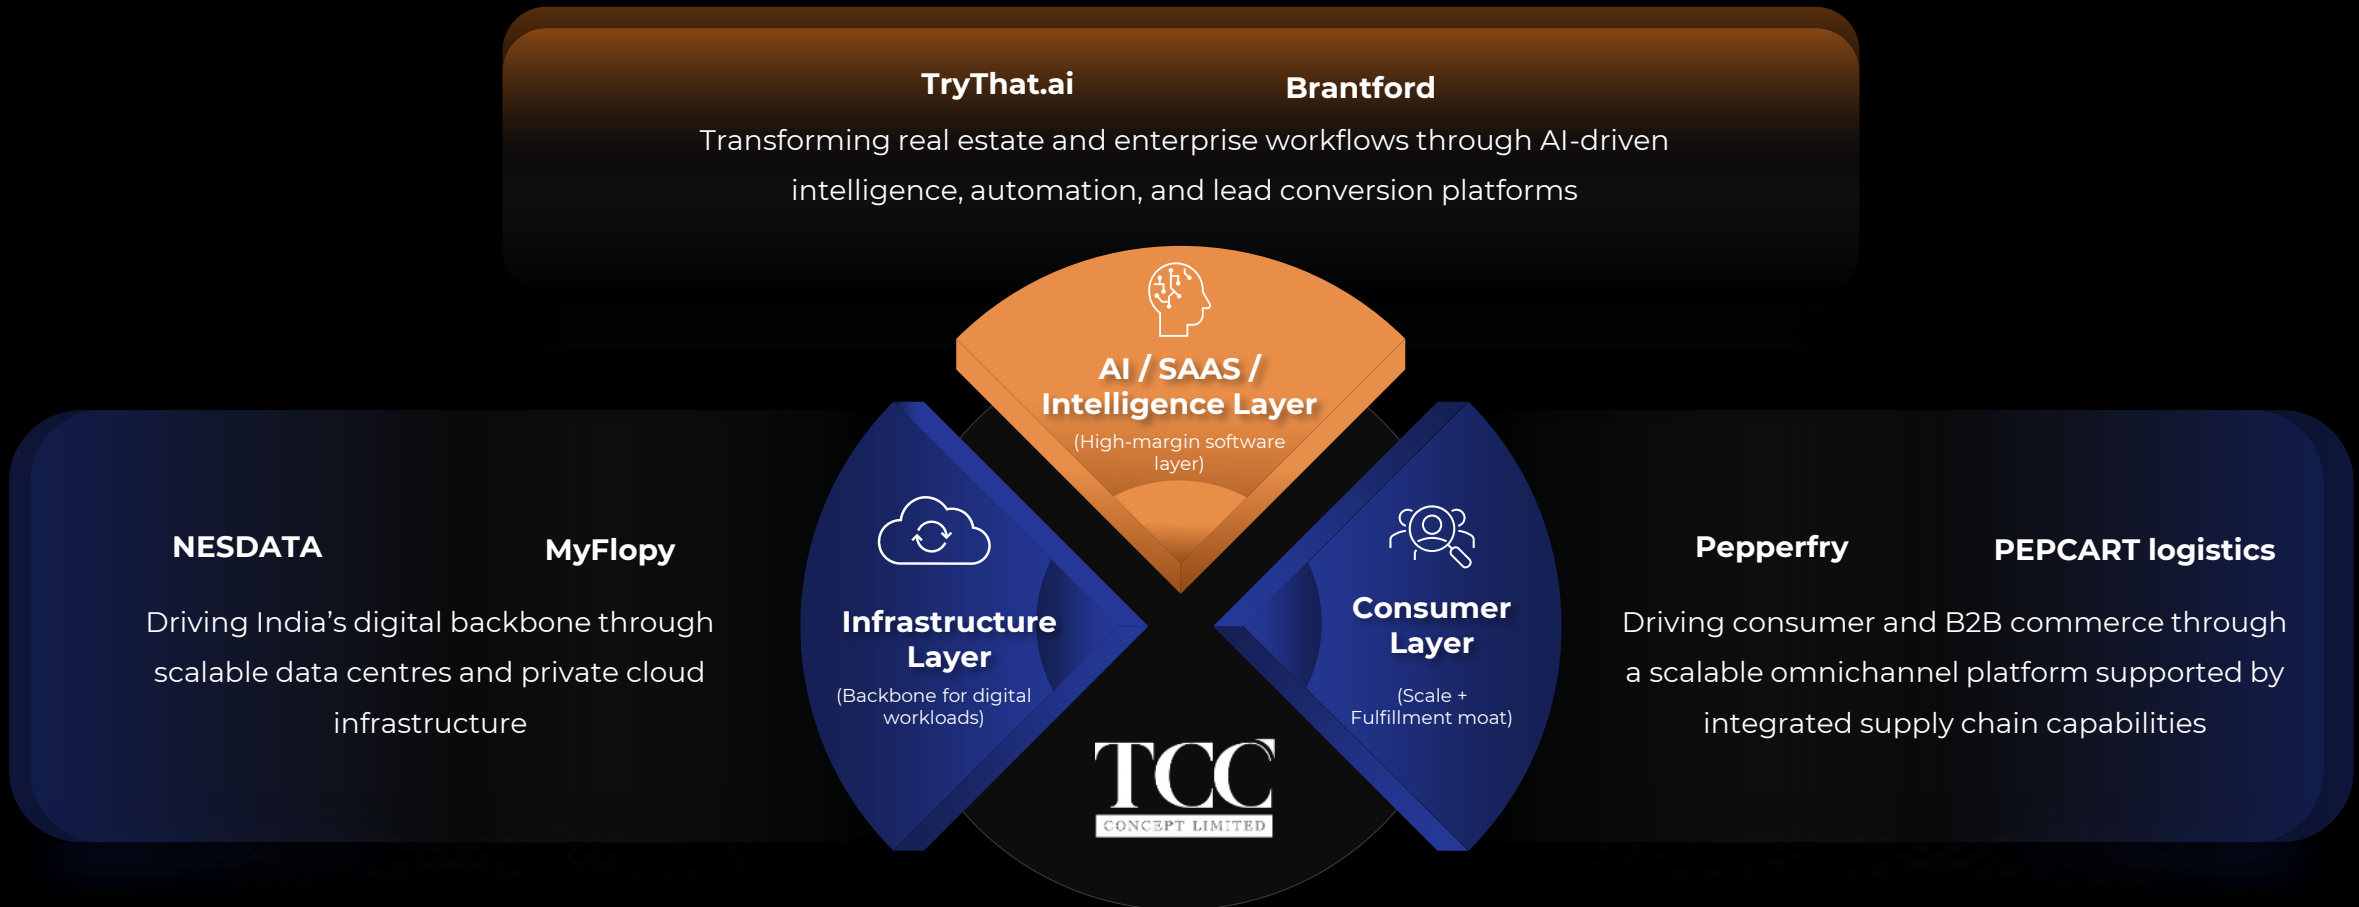 TryThat.ai
Brantford
Transforming real estate and enterprise workflows through AI-driven
intelligence, automation, and lead conversion platforms
AI / SAAS /
Intelligence Layer
(High-margin software
layer)
NESDATA
MyFlopy
Driving India’s digital backbone through
scalable data centres and private cloud
infrastructure
Infrastructure
Layer
(Backbone for digital
workloads)
Consumer
Layer
(Scale +
Fulfillment moat)
Pepperfry
PEPCART logistics
Driving consumer and B2B commerce through
a scalable omnichannel platform supported by
integrated supply chain capabilities
TCC
CONCEPT LIMITED